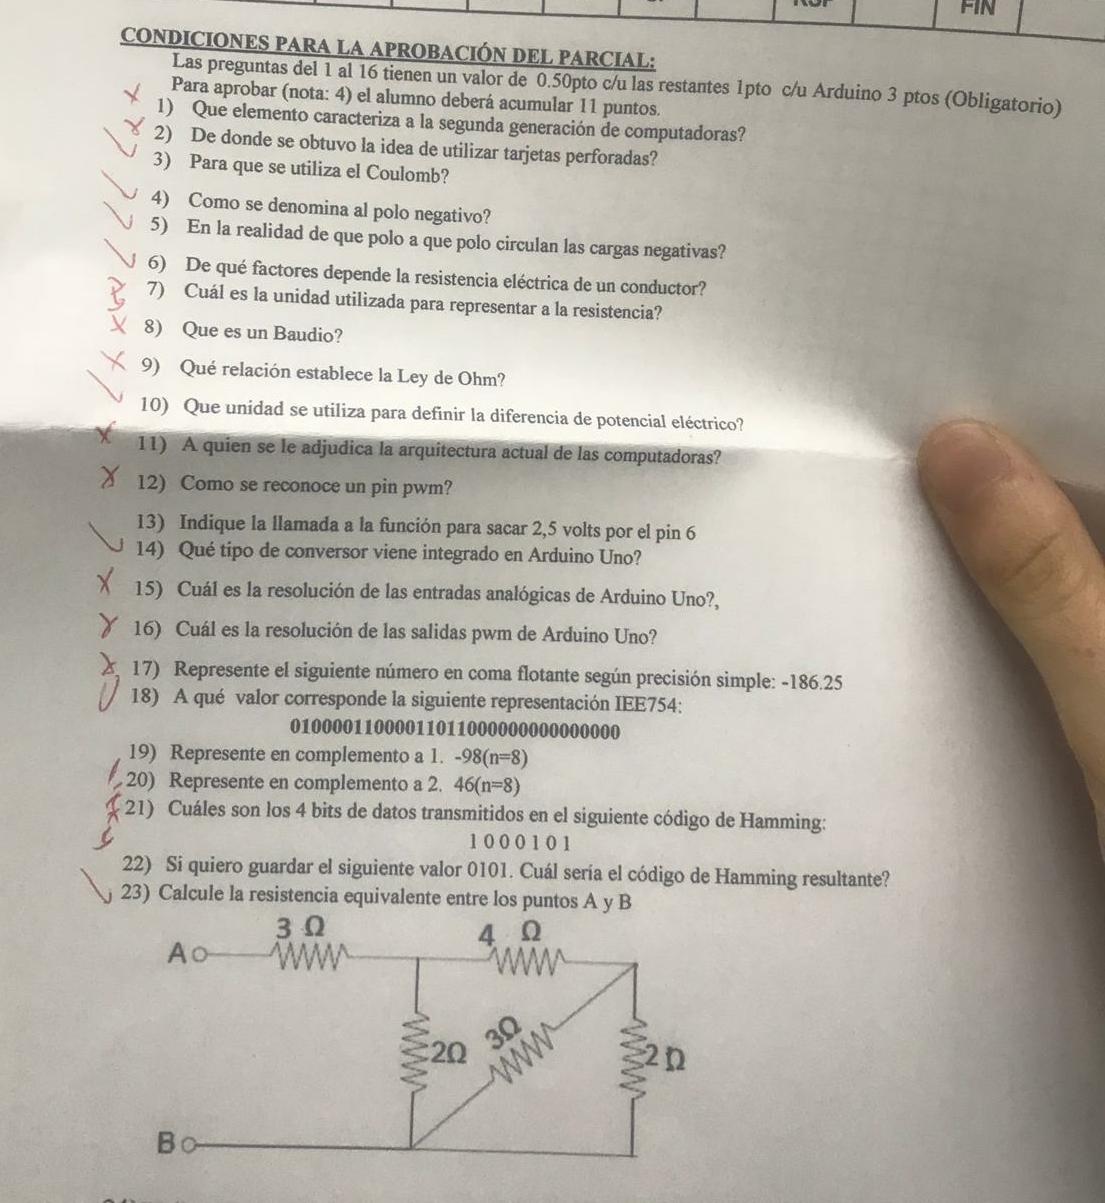 FIN
CONDICIONES PARA LA APROBACIÓN DEL PARCIAL:
Las preguntas del 1 al 16 tienen un valor de 0.50pto c/u las restantes 1pto c/u Arduino 3 ptos (Obligatorio)
Para aprobar (nota: 4) el alumno deberá acumular 11 puntos.
1) Que elemento caracteriza a la segunda generación de computadoras?
2) De donde se obtuvo la idea de utilizar tarjetas perforadas?
3) Para que se utiliza el Coulomb?
4) Como se denomina al polo negativo?
5) En la realidad de que polo a que polo circulan las cargas negativas?
6) De qué factores depende la resistencia eléctrica de un conductor?
7) Cuál es la unidad utilizada para representar a la resistencia?
8) Que es un Baudio?
9) Qué relación establece la Ley de Ohm?
10) Que unidad se utiliza para definir la diferencia de potencial eléctrico?
11) A quien se le adjudica la arquitectura actual de las computadoras?
12) Como se reconoce un pin pwm?
13) Indique la llamada a la función para sacar 2,5 volts por el pin 6
14) Qué tipo de conversor viene integrado en Arduino Uno?
15) Cuál es la resolución de las entradas analógicas de Arduino Uno?,
16) Cuál es la resolución de las salidas pwm de Arduino Uno?
17) Represente el siguiente número en coma flotante según precisión simple: -186.25
18) A qué valor corresponde la siguiente representación IEE754:
01000011000011011000000000000000
19) Represente en complemento a 1. -98(n=8)
20) Represente en complemento a 2. 46(n=8)
21) Cuáles son los 4 bits de datos transmitidos en el siguiente código de Hamming:
1 0 0 0 1 0 1
22) Si quiero guardar el siguiente valor 0101. Cuál sería el código de Hamming resultante?
23) Calcule la resistencia equivalente entre los puntos A y B
3 Ω
4 Ω
A
2Ω
3Ω
2 Ω
B